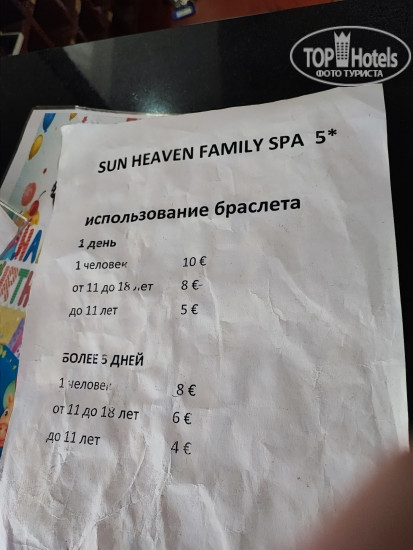 TOP Hotels
ФОТО ТУРИСТА
SUN HEAVEN FAMILY SPA 5*
использование браслета
1 день
1 человек 10 €
от 11 до 18 лет 8 €
до 11 лет 5 €
БОЛЕЕ 5 ДНЕЙ
1 человек 8 €
от 11 до 18 лет 6 €
до 11 лет 4 €